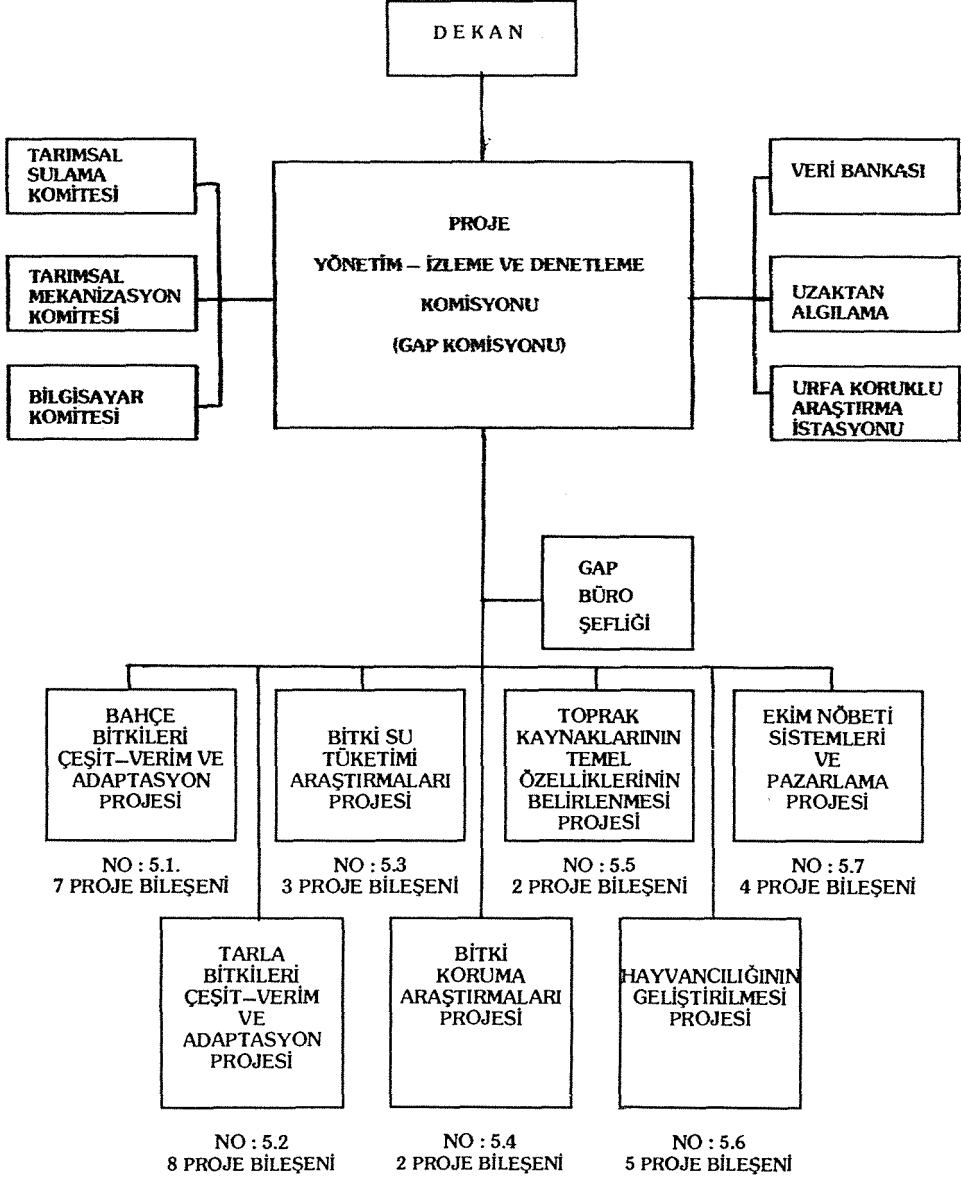 DEKAN
TARIMSAL
SULAMA
KOMİTESİ
TARIMSAL
MEKANİZASYON
KOMİTESİ
BİLGİSAYAR
KOMİTESİ
PROJE
YÖNETİM – İZLEME VE DENETLEME
KOMİSYONU
(GAP KOMİSYONU)
VERİ BANKASI
UZAKTAN
ALGILAMA
URFA KORUKLU
ARAŞTIRMA
İSTASYONU
GAP
BÜRO
ŞEFLİĞİ
BAHÇE
BİTKİLERİ
ÇEŞİT–VERİM VE
ADAPTASYON
PROJESİ
NO : 5.1.
7 PROJE BİLEŞENİ
BİTKİ SU
TÜKETİMİ
ARAŞTIRMALARI
PROJESİ
NO : 5.3
3 PROJE BİLEŞENİ
TOPRAK
KAYNAKLARININ
TEMEL
ÖZELLİKLERİNİN
BELİRLENMESİ
PROJESİ
NO : 5.5
2 PROJE BİLEŞENİ
EKİM NÖBETİ
SİSTEMLERİ
VE
PAZARLAMA
PROJESİ
NO : 5.7
4 PROJE BİLEŞENİ
TARLA
BİTKİLERİ
ÇEŞİT–VERİM
VE
ADAPTASYON
PROJESİ
NO : 5.2
8 PROJE BİLEŞENİ
BİTKİ
KORUMA
ARAŞTIRMALARI
PROJESİ
NO : 5.4
2 PROJE BİLEŞENİ
HAYVANCILIĞININ
GELİŞTİRİLMESİ
PROJESİ
NO : 5.6
5 PROJE BİLEŞENİ